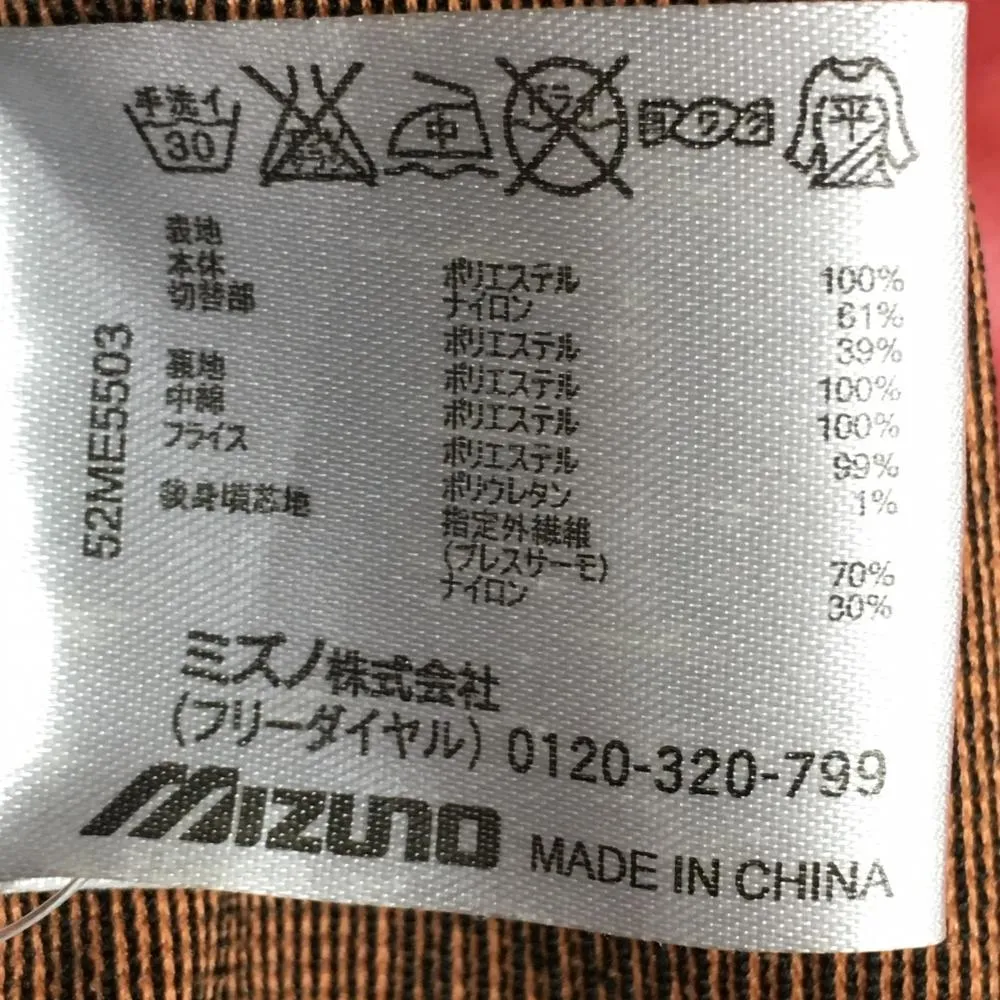 手洗イ 30 中 ドライ 平
表地
本体 ポリエステル 100%
切替部 ナイロン 61%
ポリエステル 39%
裏地 ポリエステル 100%
中綿 ポリエステル 100%
フライス ポリエステル 99%
ポリウレタン 1%
後身頃芯地 指定外繊維
(ブレスサーモ) 70%
ナイロン 30%
52ME5503
ミズノ株式会社
(フリーダイヤル) 0120-320-799
MIZUNO MADE IN CHINA